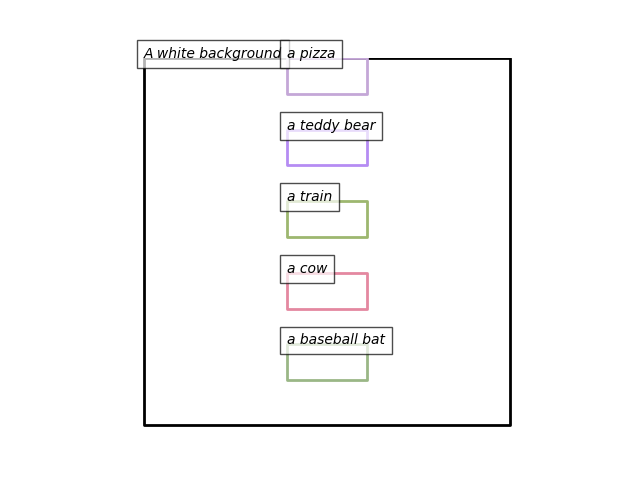 A white background
a pizza
a teddy bear
a train
a cow
a baseball bat